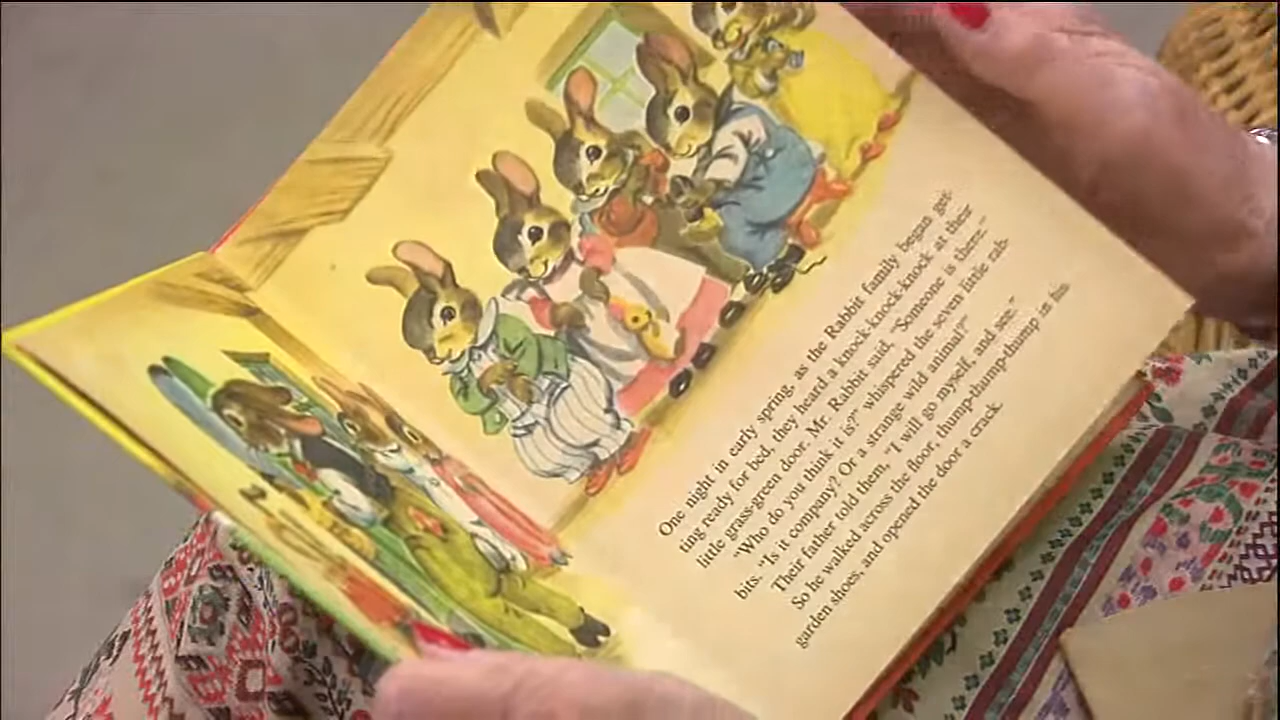 One night in early spring, as the Rabbit family began get-
ting ready for bed, they heard a knock-knock-knock at their
little grass-green door. Mr. Rabbit said, "Someone is there."
"Who do you think it is?" whispered the seven little rab-
bits. "Is it company? Or a strange wild animal?"
Their father told them, "I will go myself, and see."
So he walked across the floor, thump-thump-thump in his
garden shoes, and opened the door a crack.